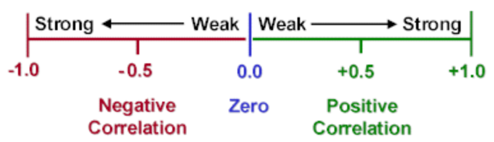 Strong Weak Weak Strong
-1.0 -0.5 0.0 +0.5 +1.0
Negative Zero Positive
Correlation Correlation